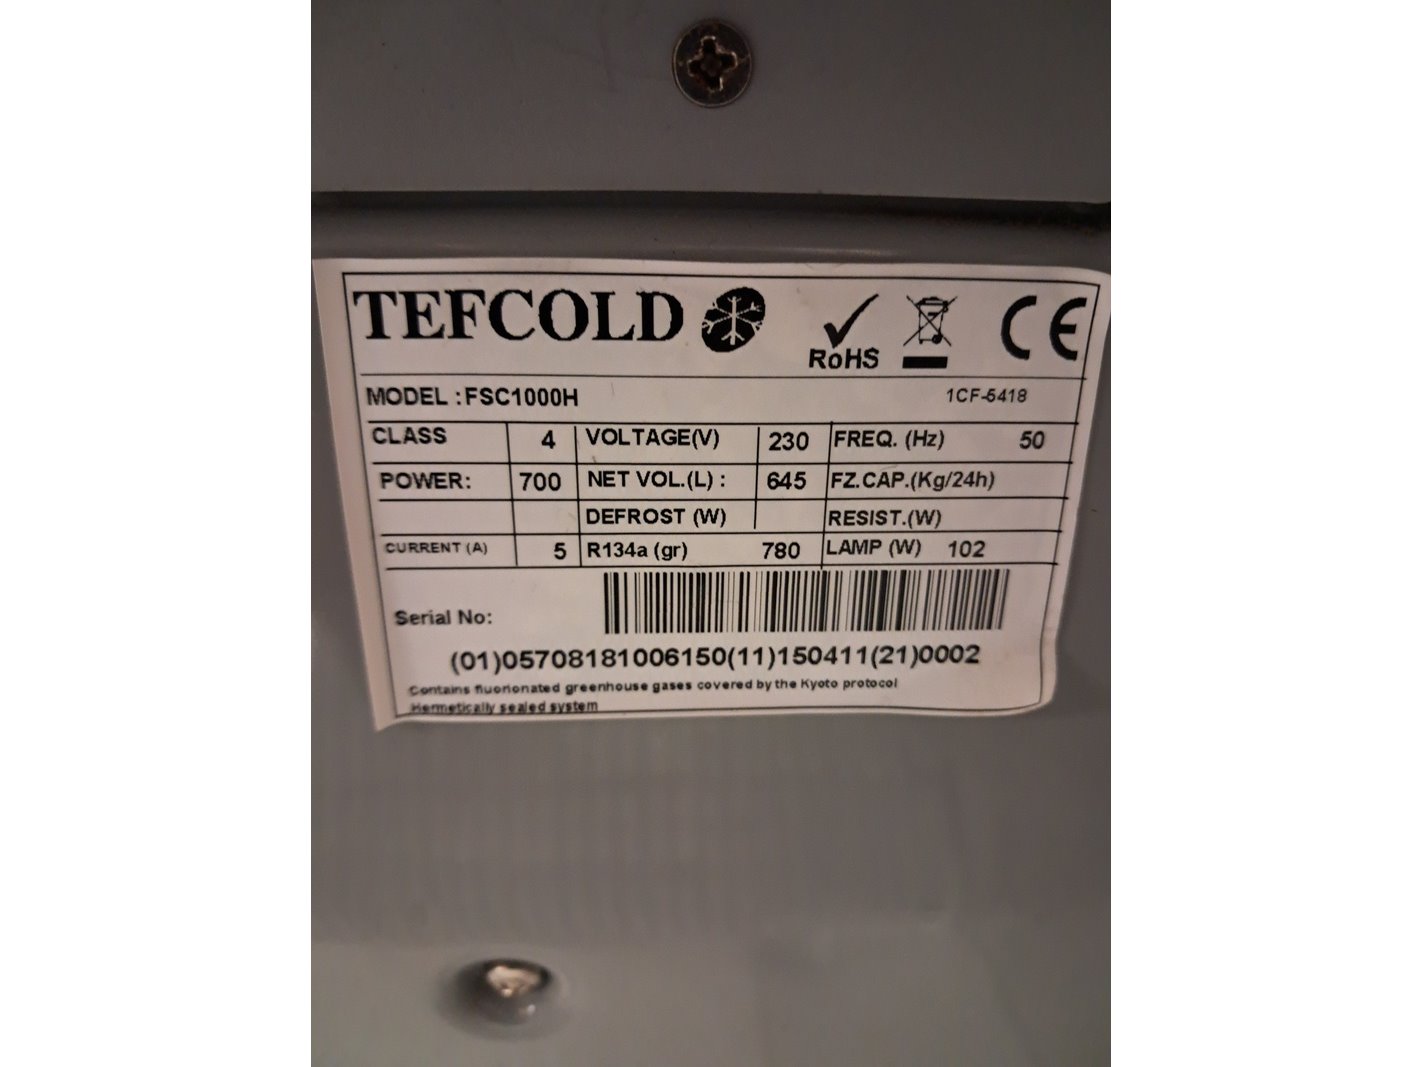 TEFCOLD
RoHS
CE
MODEL : FSC1000H 1CF-5418
CLASS 4 VOLTAGE(V) 230 FREQ. (Hz) 50
POWER: 700 NET VOL.(L) : 645 FZ.CAP.(Kg/24h)
DEFROST (W) RESIST.(W)
CURRENT (A) 5 R134a (gr) 780 LAMP (W) 102
Serial No:
(01)05708181006150(11)150411(21)0002
Contains fluorionated greenhouse gases covered by the Kyoto protocol
Hermetically sealed system